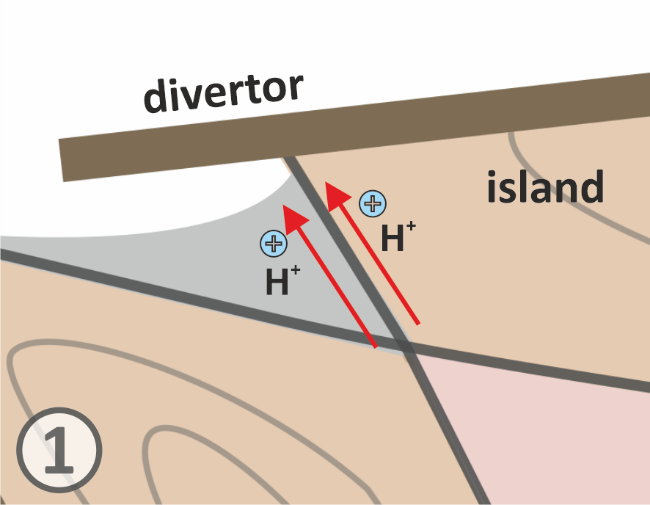 divertor
island
H⁺
H⁺
1